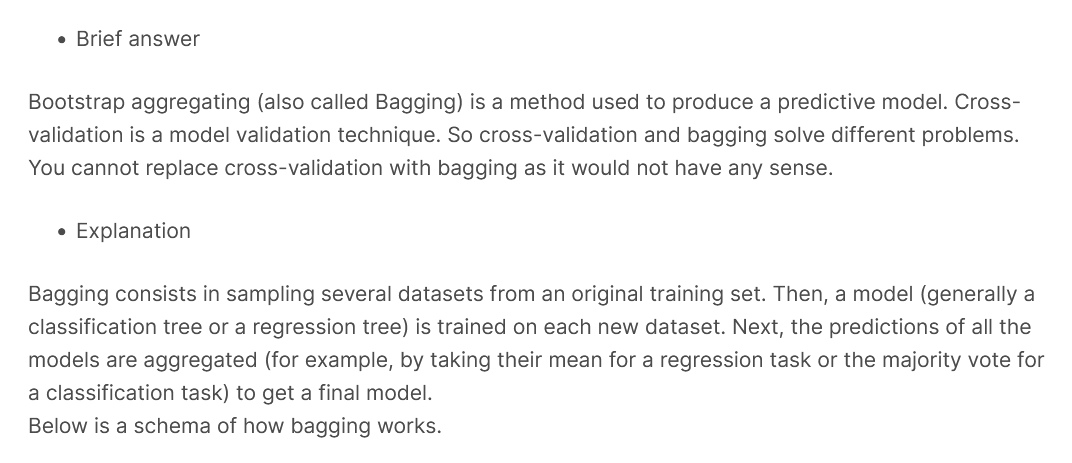 • Brief answer
Bootstrap aggregating (also called Bagging) is a method used to produce a predictive model. Cross-
validation is a model validation technique. So cross-validation and bagging solve different problems.
You cannot replace cross-validation with bagging as it would not have any sense.
• Explanation
Bagging consists in sampling several datasets from an original training set. Then, a model (generally a
classification tree or a regression tree) is trained on each new dataset. Next, the predictions of all the
models are aggregated (for example, by taking their mean for a regression task or the majority vote for
a classification task) to get a final model.
Below is a schema of how bagging works.